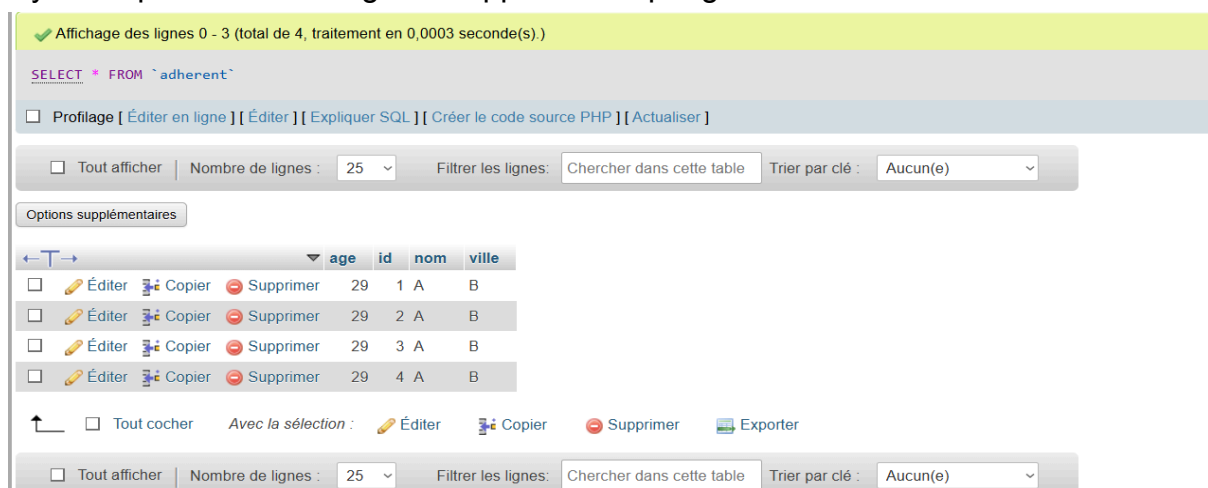 Affichage des lignes 0 - 3 (total de 4, traitement en 0,0003 seconde(s).)
SELECT * FROM `adherent`
Profilage [ Éditer en ligne ] [ Éditer ] [ Expliquer SQL ] [ Créer le code source PHP ] [ Actualiser ]
Tout afficher | Nombre de lignes : 25 Filtrer les lignes: Chercher dans cette table Trier par clé : Aucun(e)
Options supplémentaires
age id nom ville
Éditer Copier Supprimer 29 1 A B
Éditer Copier Supprimer 29 2 A B
Éditer Copier Supprimer 29 3 A B
Éditer Copier Supprimer 29 4 A B
Tout cocher Avec la sélection : Éditer Copier Supprimer Exporter
Tout afficher | Nombre de lignes : 25 Filtrer les lignes: Chercher dans cette table Trier par clé : Aucun(e)